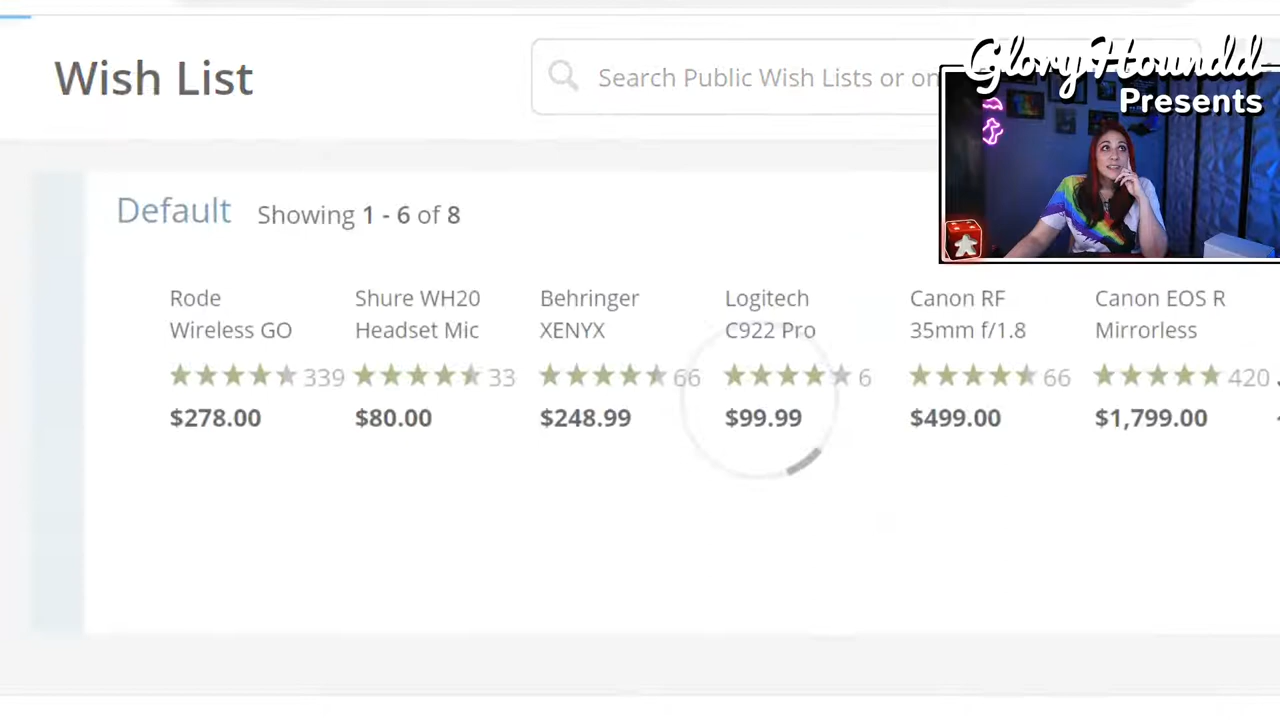 Wish List
Search Public Wish Lists or on
GloryHoundd
Presents
Default Showing 1 - 6 of 8
Rode
Wireless GO
339
$278.00
Shure WH20
Headset Mic
33
$80.00
Behringer
XENYX
66
$248.99
Logitech
C922 Pro
6
$99.99
Canon RF
35mm f/1.8
66
$499.00
Canon EOS R
Mirrorless
420
$1,799.00